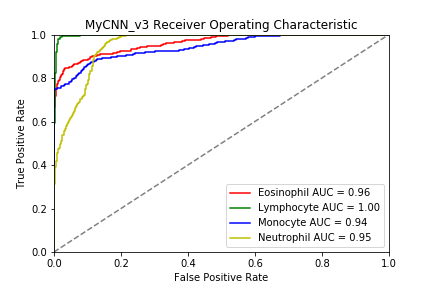 MyCNN_v3 Receiver Operating Characteristic
True Positive Rate
1.0
0.8
0.6
0.4
0.2
0.0
0.0 0.2 0.4 0.6 0.8 1.0
False Positive Rate
Eosinophil AUC = 0.96
Lymphocyte AUC = 1.00
Monocyte AUC = 0.94
Neutrophil AUC = 0.95